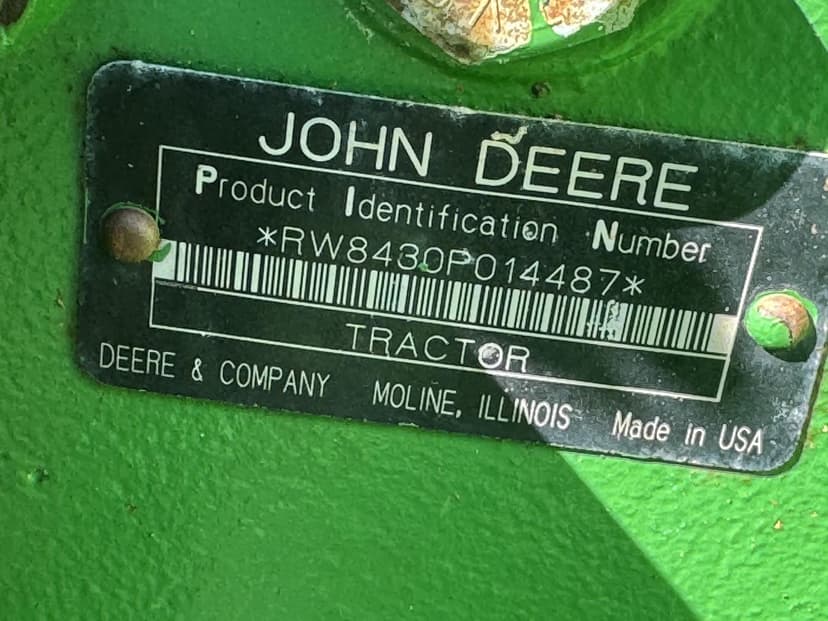 JOHN DEERE
Product Identification Number
*RW8430P014487*
TRACTOR
DEERE & COMPANY MOLINE, ILLINOIS Made in USA